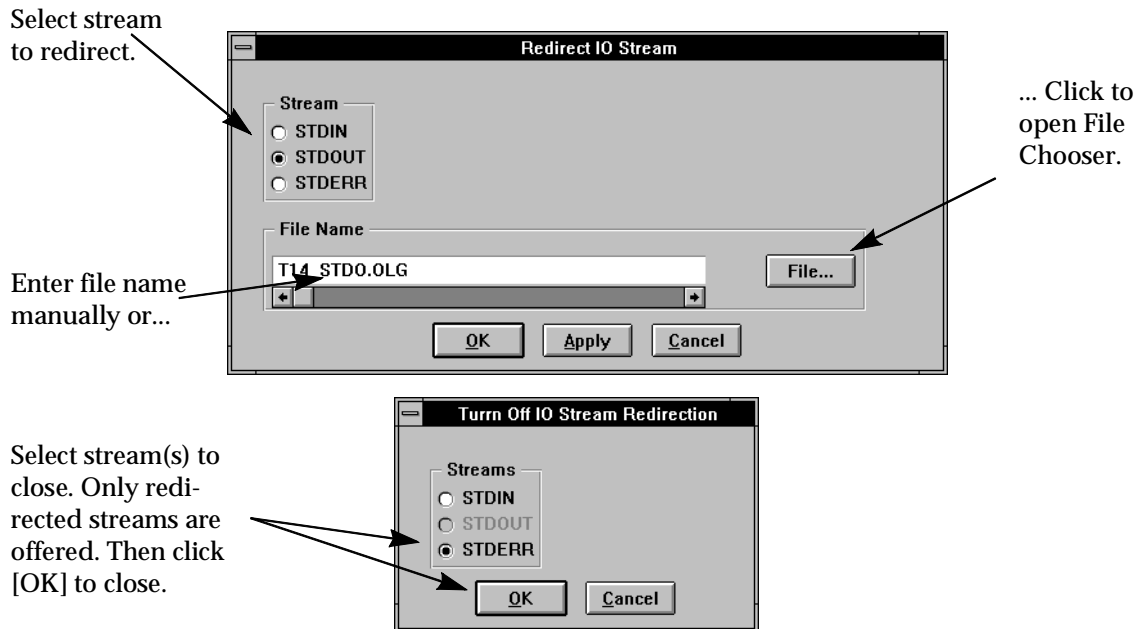 Select stream
to redirect.
Redirect IO Stream
Stream
STDIN
STDOUT
STDERR
... Click to
open File
Chooser.
File Name
T14_STDO.OLG
File...
Enter file name
manually or...
OK
Apply
Cancel
Turrn Off IO Stream Redirection
Select stream(s) to
close. Only redi-
rected streams are
offered. Then click
[OK] to close.
Streams
STDIN
STDOUT
STDERR
OK
Cancel